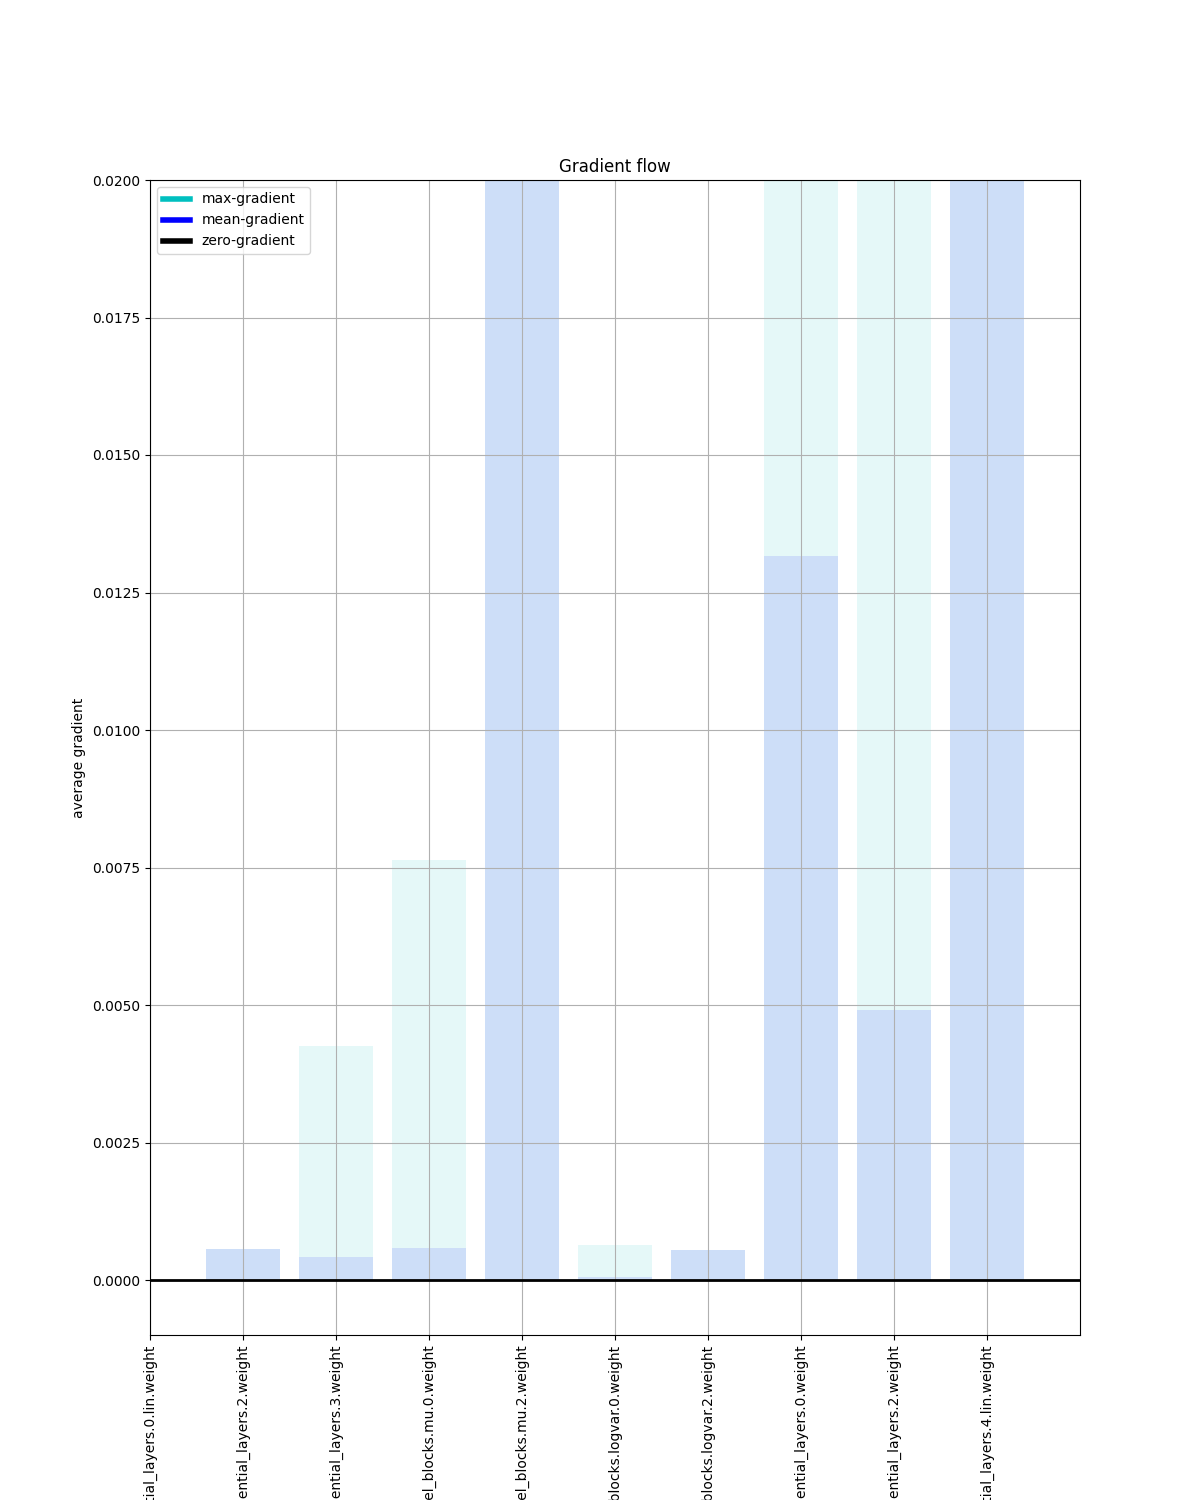 Gradient flow
max-gradient
mean-gradient
zero-gradient
0.0200
0.0175
0.0150
0.0125
0.0100
0.0075
0.0050
0.0025
0.0000
average gradient
tial_layers.0.lin.weight
ential_layers.2.weight
ential_layers.3.weight
el_blocks.mu.0.weight
el_blocks.mu.2.weight
blocks.logvar.0.weight
blocks.logvar.2.weight
ential_layers.0.weight
ential_layers.2.weight
tial_layers.4.lin.weight